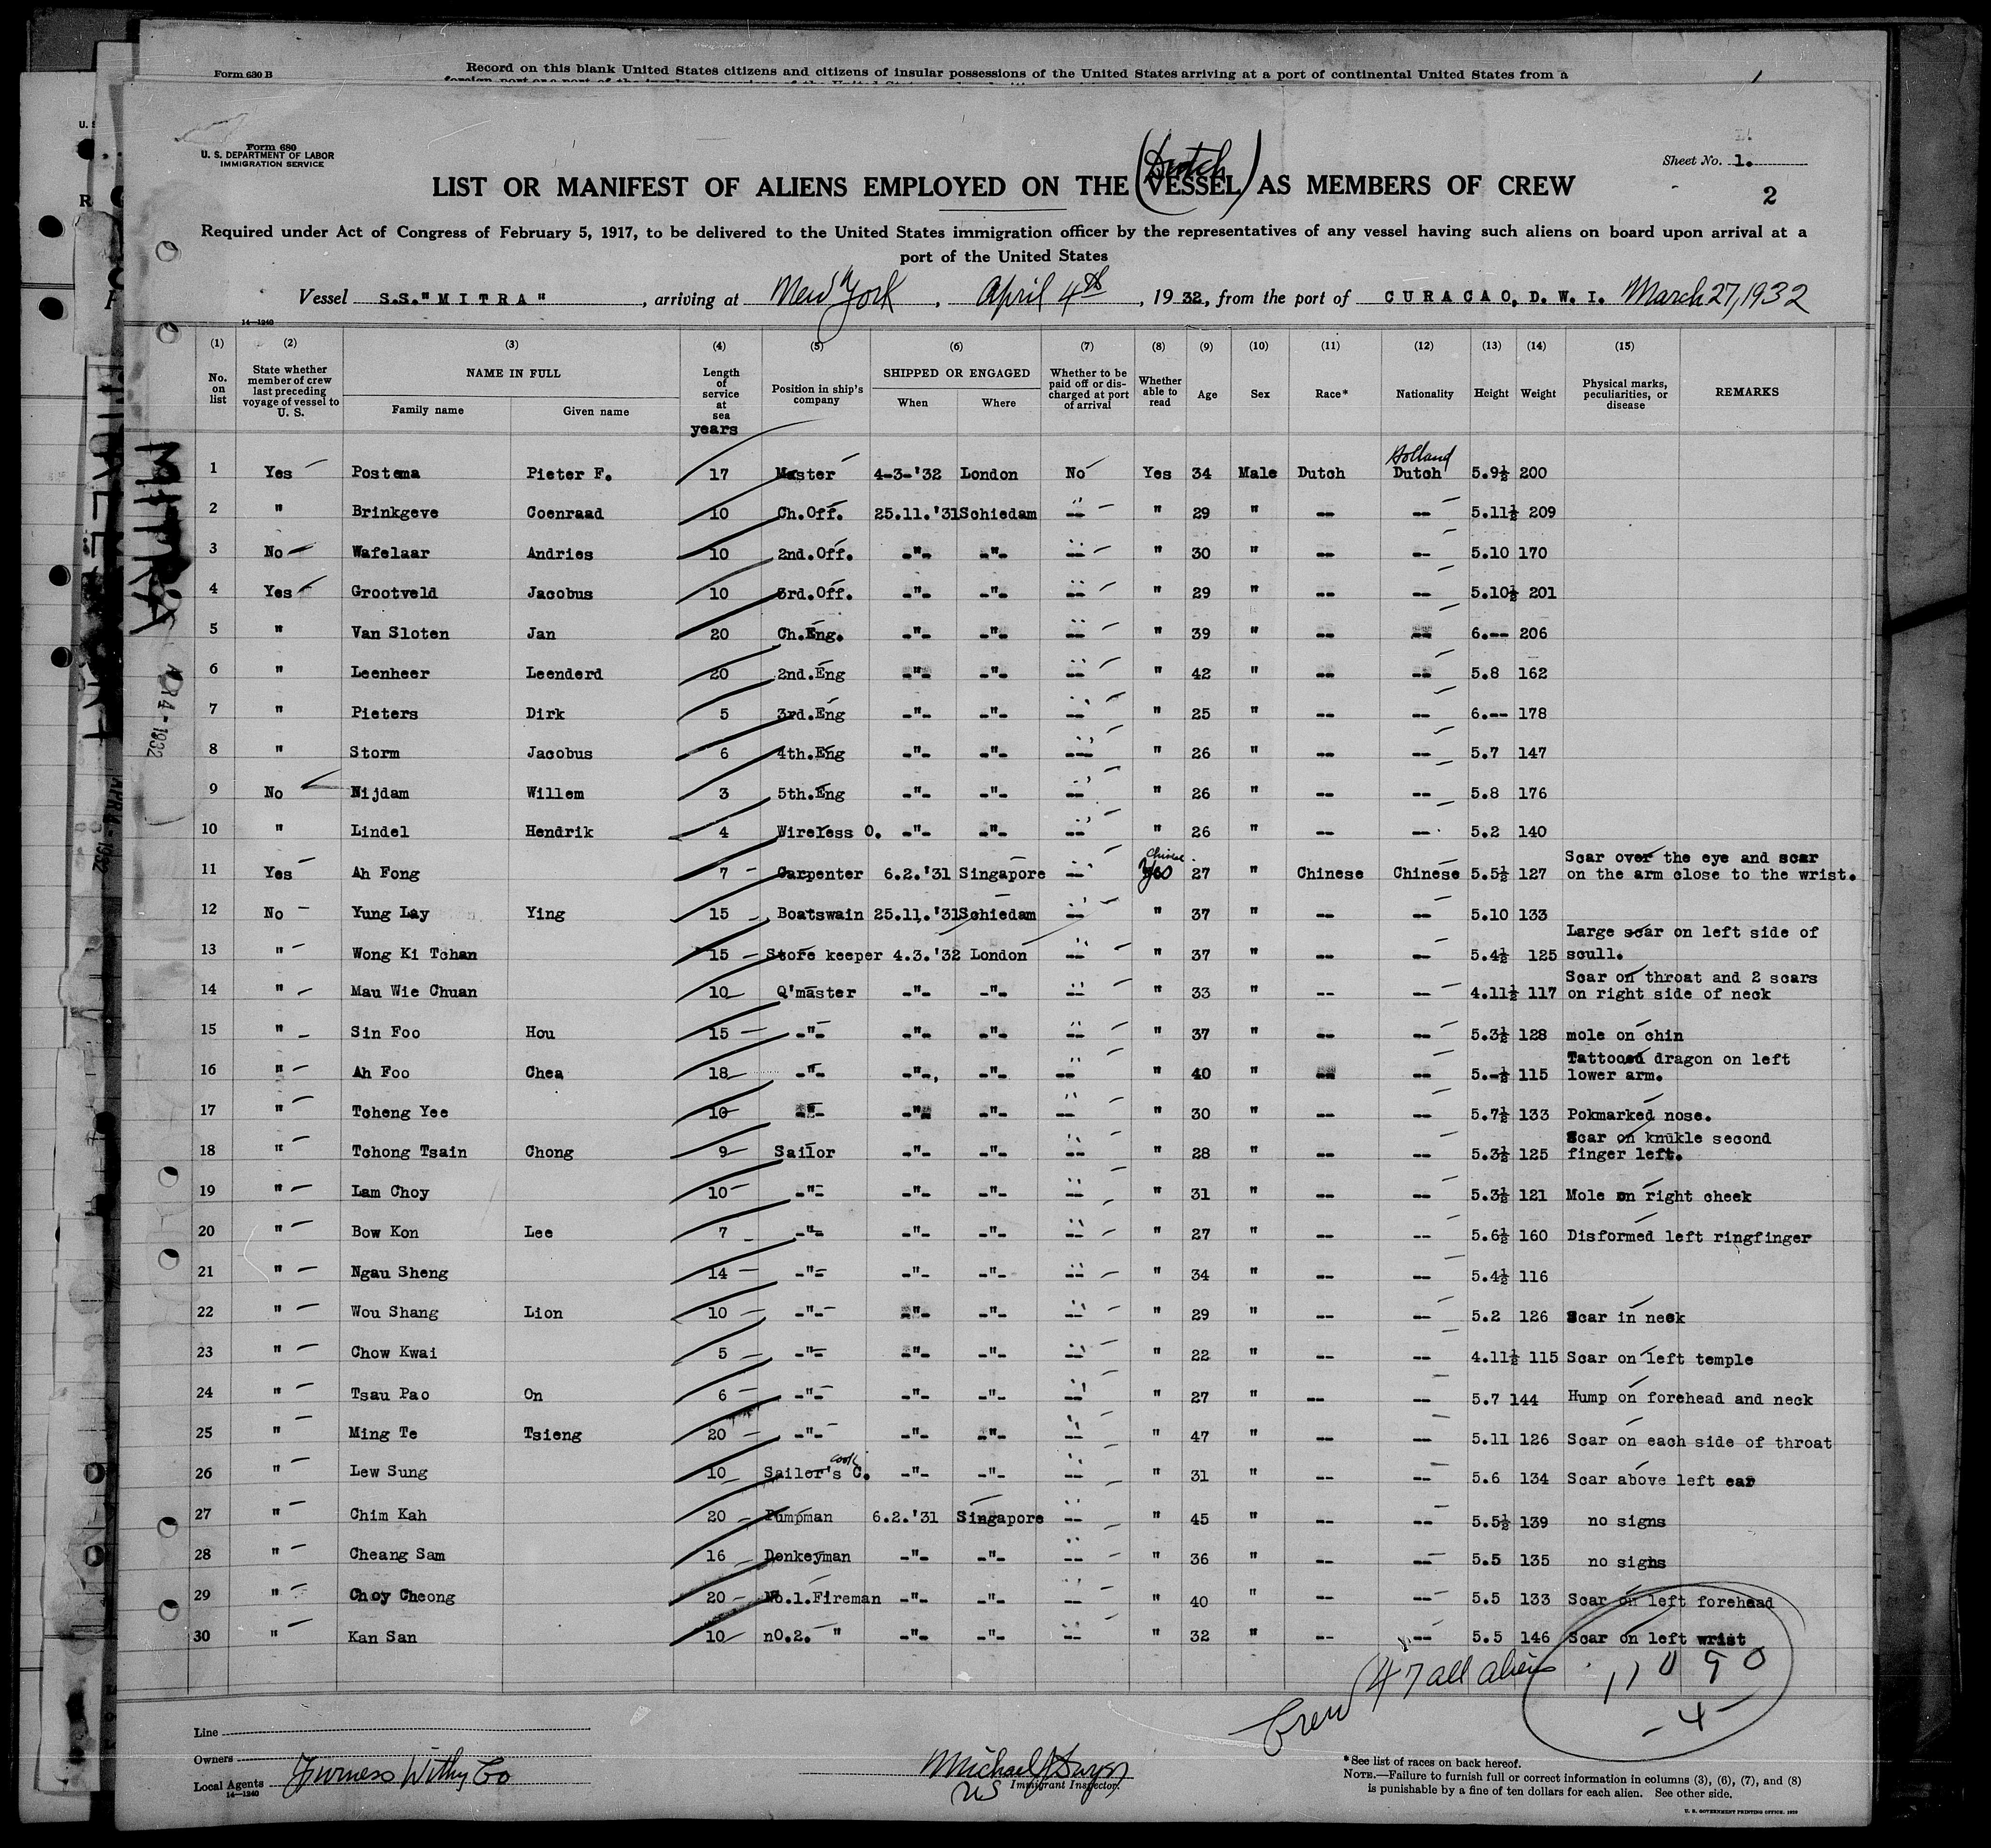 Form 630 B
Record on this blank United States citizens and citizens of insular possessions of the United States arriving at a port of continental United States from a
Form 680
U. S. DEPARTMENT OF LABOR
IMMIGRATION SERVICE
Sheet No. 1.
2
(Dutch)
LIST OR MANIFEST OF ALIENS EMPLOYED ON THE VESSEL AS MEMBERS OF CREW
Required under Act of Congress of February 5, 1917, to be delivered to the United States immigration officer by the representatives of any vessel having such aliens on board upon arrival at a
port of the United States
Vessel S.S."MITRA", arriving at New York, April 4th, 1932, from the port of CURACAO, D. W. I. March 27, 1932
14—1240
(1) (2) (3) (4) (5) (6) (7) (8) (9) (10) (11) (12) (13) (14) (15)
No. on list
State whether member of crew last preceding voyage of vessel to U. S.
NAME IN FULL
Family name Given name
Length of service at sea
years
Position in ship's company
SHIPPED OR ENGAGED
When Where
Whether to be paid off or discharged at port of arrival
Whether able to read
Age Sex Race* Nationality Height Weight
Physical marks, peculiarities, or disease
REMARKS
Holland
1 Yes Postema Pieter F. 17 Master 4-3-'32 London No Yes 34 Male Dutch Dutch 5.9½ 200
2 " Brinkgeve Coenraad 10 Ch.Off. 25.11.'31 Schiedam -- " 29 " -- -- 5.11½ 209
3 No Wafelaar Andries 10 2nd.Off. -"- -"- -- " 30 " -- -- 5.10 170
4 Yes Grootveld Jacobus 10 3rd.Off. -"- -"- -- " 29 " -- -- 5.10½ 201
5 " Van Sloten Jan 20 Ch.Eng. -"- -"- -- " 39 " -- -- 6.-- 206
6 " Leenheer Leenderd 20 2nd.Eng -"- -"- -- " 42 " -- -- 5.8 162
7 " Pieters Dirk 5 3rd.Eng -"- -"- -- " 25 " -- -- 6.-- 178
8 " Storm Jacobus 6 4th.Eng -"- -"- --- " 26 " -- -- 5.7 147
9 No Nijdam Willem 3 5th.Eng -"- -"- -- " 26 " -- -- 5.8 176
10 " Lindel Hendrik 4 Wireless O. -"- -"- -- " 26 " -- -- 5.2 140
Chinese
11 Yes Ah Fong 7 Carpenter 6.2.'31 Singapore -- Yes 27 " Chinese Chinese 5.5½ 127 Scar over the eye and scar on the arm close to the wrist.
12 No Yung Lay Ying 15 Boatswain 25.11.'31 Schiedam -- " 37 " -- -- 5.10 133
13 " Wong Ki Tchan 15 Store keeper 4.3.'32 London -- " 37 " -- -- 5.4½ 125 Large scar on left side of scull.
14 " Mau Wie Chuan 10 Q'master -"- -"- -- " 33 " -- -- 4.11½ 117 Scar on throat and 2 scars on right side of neck
15 " Sin Foo Hou 15 -"- -"- -"- -- " 37 " -- -- 5.3½ 128 mole on chin
16 " Ah Foo Chea 18 -"- -"- -"- -- " 40 " -- -- 5.-½ 115 Tattooed dragon on left lower arm.
17 " Tcheng Yee 10 -"- -"- -"- -- " 30 " -- -- 5.7½ 133 Pokmarked nose.
18 " Tchong Tsain Chong 9 Sailor -"- -"- -- " 28 " -- -- 5.3½ 125 Scar on knukle second finger left.
19 " Lam Choy 10 -"- -"- -"- -- " 31 " -- -- 5.3½ 121 Mole on right cheek
20 " Bow Kon Lee 7 -"- -"- -"- -- " 27 " -- -- 5.6½ 160 Disformed left ringfinger
21 " Ngau Sheng 14 -"- -"- -"- -- " 34 " -- -- 5.4½ 116
22 " Wou Shang Lion 10 -"- -"- -"- -- " 29 " -- -- 5.2 126 Scar in neck
23 " Chow Kwai 5 -"- -"- -"- -- " 22 " -- -- 4.11½ 115 Scar on left temple
24 " Tsau Pao On 6 -"- -"- -"- -- " 27 " -- -- 5.7 144 Hump on forehead and neck
25 " Ming Te Tsieng 20 -"- -"- -"- -- " 47 " -- -- 5.11 126 Scar on each side of throat
cook
26 " Lew Sung 10 Sailor's C. -"- -"- -- " 31 " -- -- 5.6 134 Scar above left ear
27 " Chim Kah 20 Pumpman 6.2.'31 Singapore -- " 45 " -- -- 5.5½ 139 no signs
28 " Cheang Sam 16 Donkeyman -"- -"- -- " 36 " -- -- 5.5 135 no signs
29 " Choy Cheong 20 No.1.Fireman -"- -"- -- " 40 " -- -- 5.5 133 Scar on left forehead
30 " Kan San 10 nO.2. " -"- -"- -- " 32 " -- -- 5.5 146 Scar on left wrist
Crew 47 all aliens
-4-
Line
Owners
Local Agents Furness Withy Co
14—1240
Michael
US Immigrant Inspector.
*See list of races on back hereof.
NOTE.—Failure to furnish full or correct information in columns (3), (6), (7), and (8)
is punishable by a fine of ten dollars for each alien. See other side.
U. S. GOVERNMENT PRINTING OFFICE. 1929
MITRA
APR 4-1932